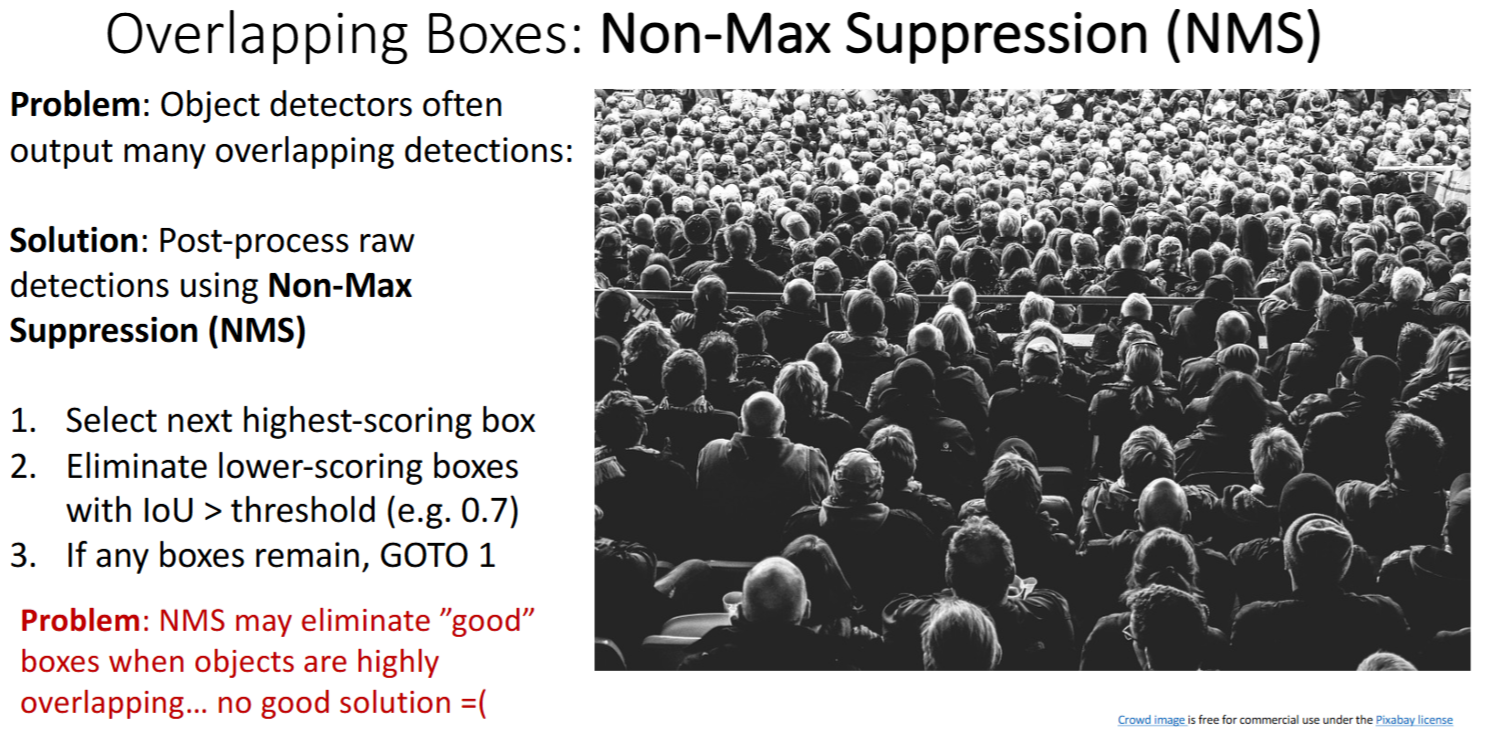 Overlapping Boxes: Non-Max Suppression (NMS)
Problem: Object detectors often
output many overlapping detections:
Solution: Post-process raw
detections using Non-Max
Suppression (NMS)
1. Select next highest-scoring box
2. Eliminate lower-scoring boxes
with IoU > threshold (e.g. 0.7)
3. If any boxes remain, GOTO 1
Problem: NMS may eliminate ”good”
boxes when objects are highly
overlapping… no good solution =(
Crowd image is free for commercial use under the Pixabay license